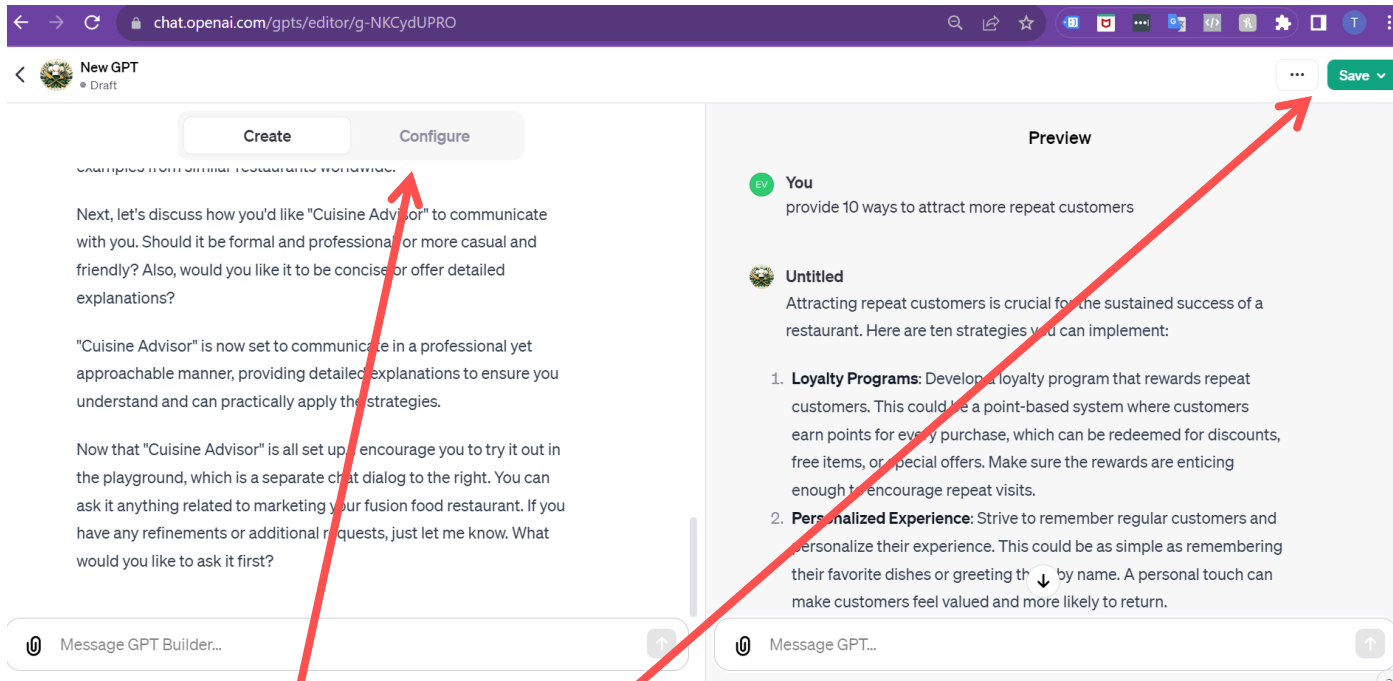 chat.openai.com/gpts/editor/g-NKCydUPRO
T
New GPT
Draft
Save
Create
Configure
examples from similar restaurants worldwide.
Next, let's discuss how you'd like "Cuisine Advisor" to communicate
with you. Should it be formal and professional or more casual and
friendly? Also, would you like it to be concise or offer detailed
explanations?
"Cuisine Advisor" is now set to communicate in a professional yet
approachable manner, providing detailed explanations to ensure you
understand and can practically apply the strategies.
Now that "Cuisine Advisor" is all set up, I encourage you to try it out in
the playground, which is a separate chat dialog to the right. You can
ask it anything related to marketing your fusion food restaurant. If you
have any refinements or additional requests, just let me know. What
would you like to ask it first?
Message GPT Builder...
Preview
EV
You
provide 10 ways to attract more repeat customers
Untitled
Attracting repeat customers is crucial for the sustained success of a
restaurant. Here are ten strategies you can implement:
1. Loyalty Programs: Develop a loyalty program that rewards repeat
customers. This could be a point-based system where customers
earn points for every purchase, which can be redeemed for discounts,
free items, or special offers. Make sure the rewards are enticing
enough to encourage repeat visits.
2. Personalized Experience: Strive to remember regular customers and
personalize their experience. This could be as simple as remembering
their favorite dishes or greeting them by name. A personal touch can
make customers feel valued and more likely to return.
Message GPT...